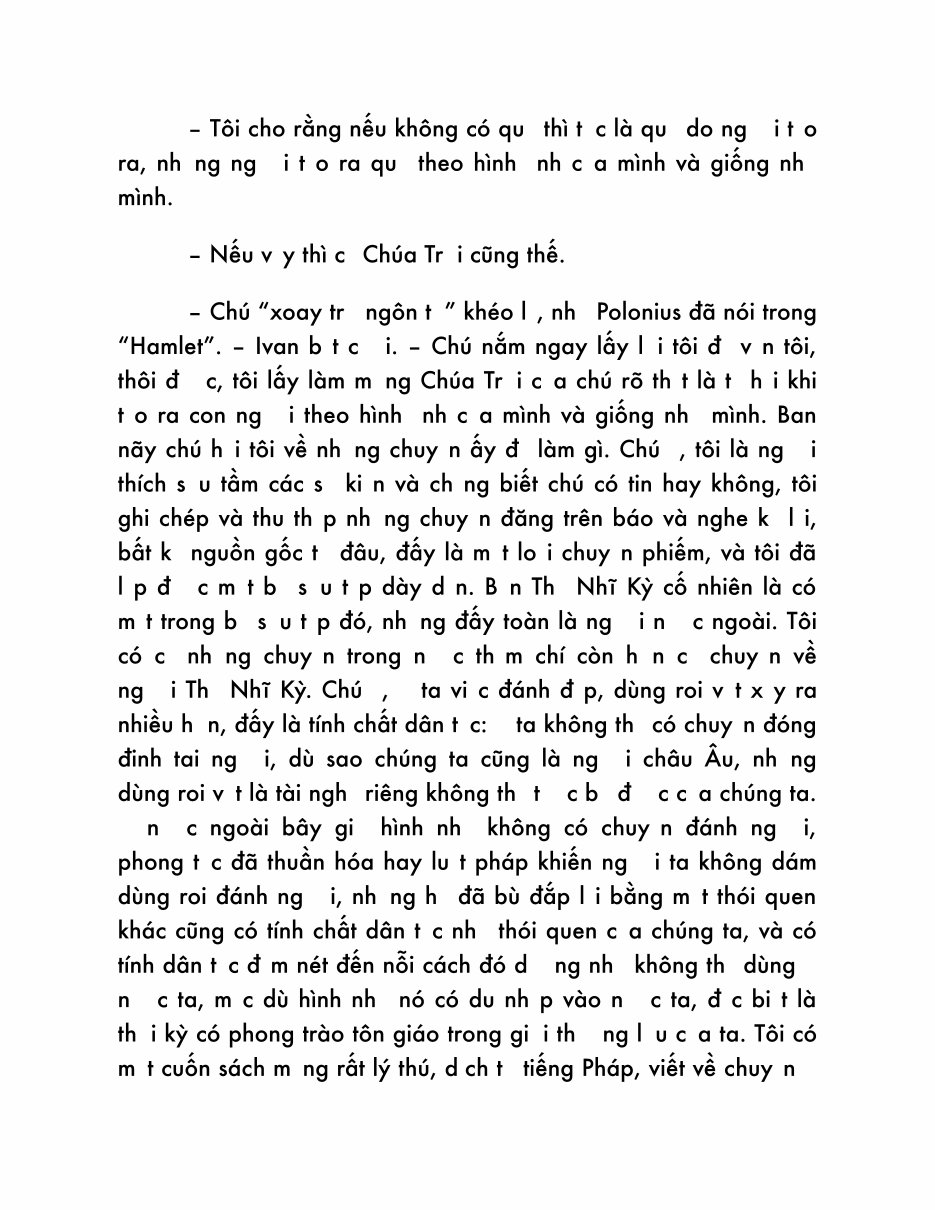 – Tôi cho rằng nếu không có qu  thì t c là qu  do ng  i t o
ra, nh ng ng  i t o ra qu  theo hình  nh c a mình và giống nh
mình.
– Nếu v y thì c  Chúa Tr i cũng thế.
– Chú “xoay tr  ngôn t ” khéo l , nh  Polonius đã nói trong
“Hamlet”. – Ivan b t c  i. – Chú nắm ngay lấy l i tôi đ  v n tôi,
thôi đ  c, tôi lấy làm m ng Chúa Tr i c a chú rõ th t là t  h i khi
t o ra con ng  i theo hình  nh c a mình và giống nh  mình. Ban
nãy chú h i tôi về nh ng chuy n ấy đ  làm gì. Chú  , tôi là ng  i
thích s u tầm các s  ki n và ch ng biết chú có tin hay không, tôi
ghi chép và thu th p nh ng chuy n đăng trên báo và nghe k  l i,
bất k  nguồn gốc t  đâu, đấy là m t lo i chuy n phiếm, và tôi đã
l p đ  c m t b  s u t p dày d n. B n Th  Nhĩ Kỳ cố nhiên là có
m t trong b  s u t p đó, nh ng đấy toàn là ng  i n  c ngoài. Tôi
có c  nh ng chuy n trong n  c th m chí còn h n c  chuy n về
ng  i Th  Nhĩ Kỳ. Chú  ,   ta vi c đánh đ p, dùng roi v t x y ra
nhiều h n, đấy là tính chất dân t c:   ta không th  có chuy n đóng
đinh tai ng  i, dù sao chúng ta cũng là ng  i châu Âu, nh ng
dùng roi v t là tài ngh  riêng không th  t  c b  đ  c c a chúng ta.
  n  c ngoài bây gi  hình nh  không có chuy n đánh ng  i,
phong t c đã thuần hóa hay lu t pháp khiến ng  i ta không dám
dùng roi đánh ng  i, nh ng h  đã bù đắp l i bằng m t thói quen
khác cũng có tính chất dân t c nh  thói quen c a chúng ta, và có
tính dân t c đ m nét đến nỗi cách đó d  ng nh  không th  dùng
n  c ta, m c dù hình nh  nó có du nh p vào n  c ta, đ c bi t là
th i kỳ có phong trào tôn giáo trong gi i th  ng l u c a ta. Tôi có
m t cuốn sách m ng rất lý thú, d ch t  tiếng Pháp, viết về chuy n